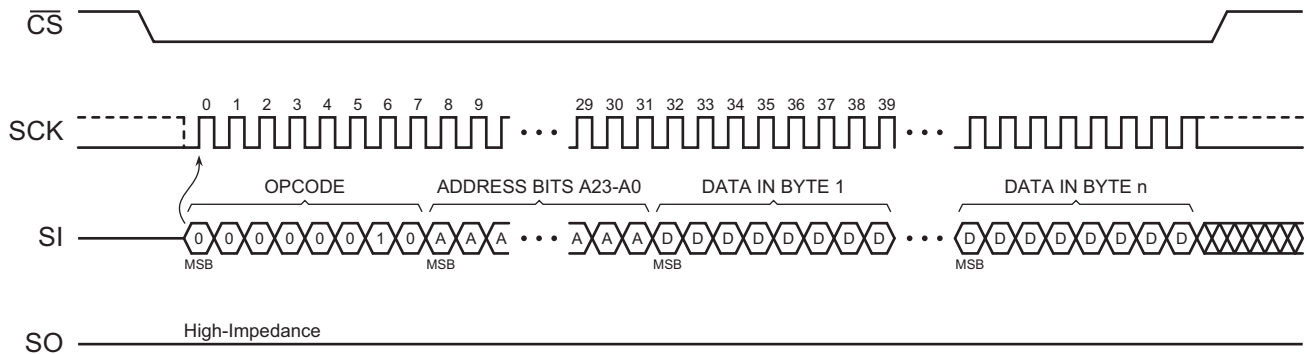 CS
0 1 2 3 4 5 6 7 8 9 29 30 31 32 33 34 35 36 37 38 39
SCK
OPCODE ADDRESS BITS A23-A0 DATA IN BYTE 1 DATA IN BYTE n
SI 0 0 0 0 0 0 1 0 A A A A A A D D D D D D D D D D D D D D D D
MSB MSB MSB MSB
High-Impedance
SO